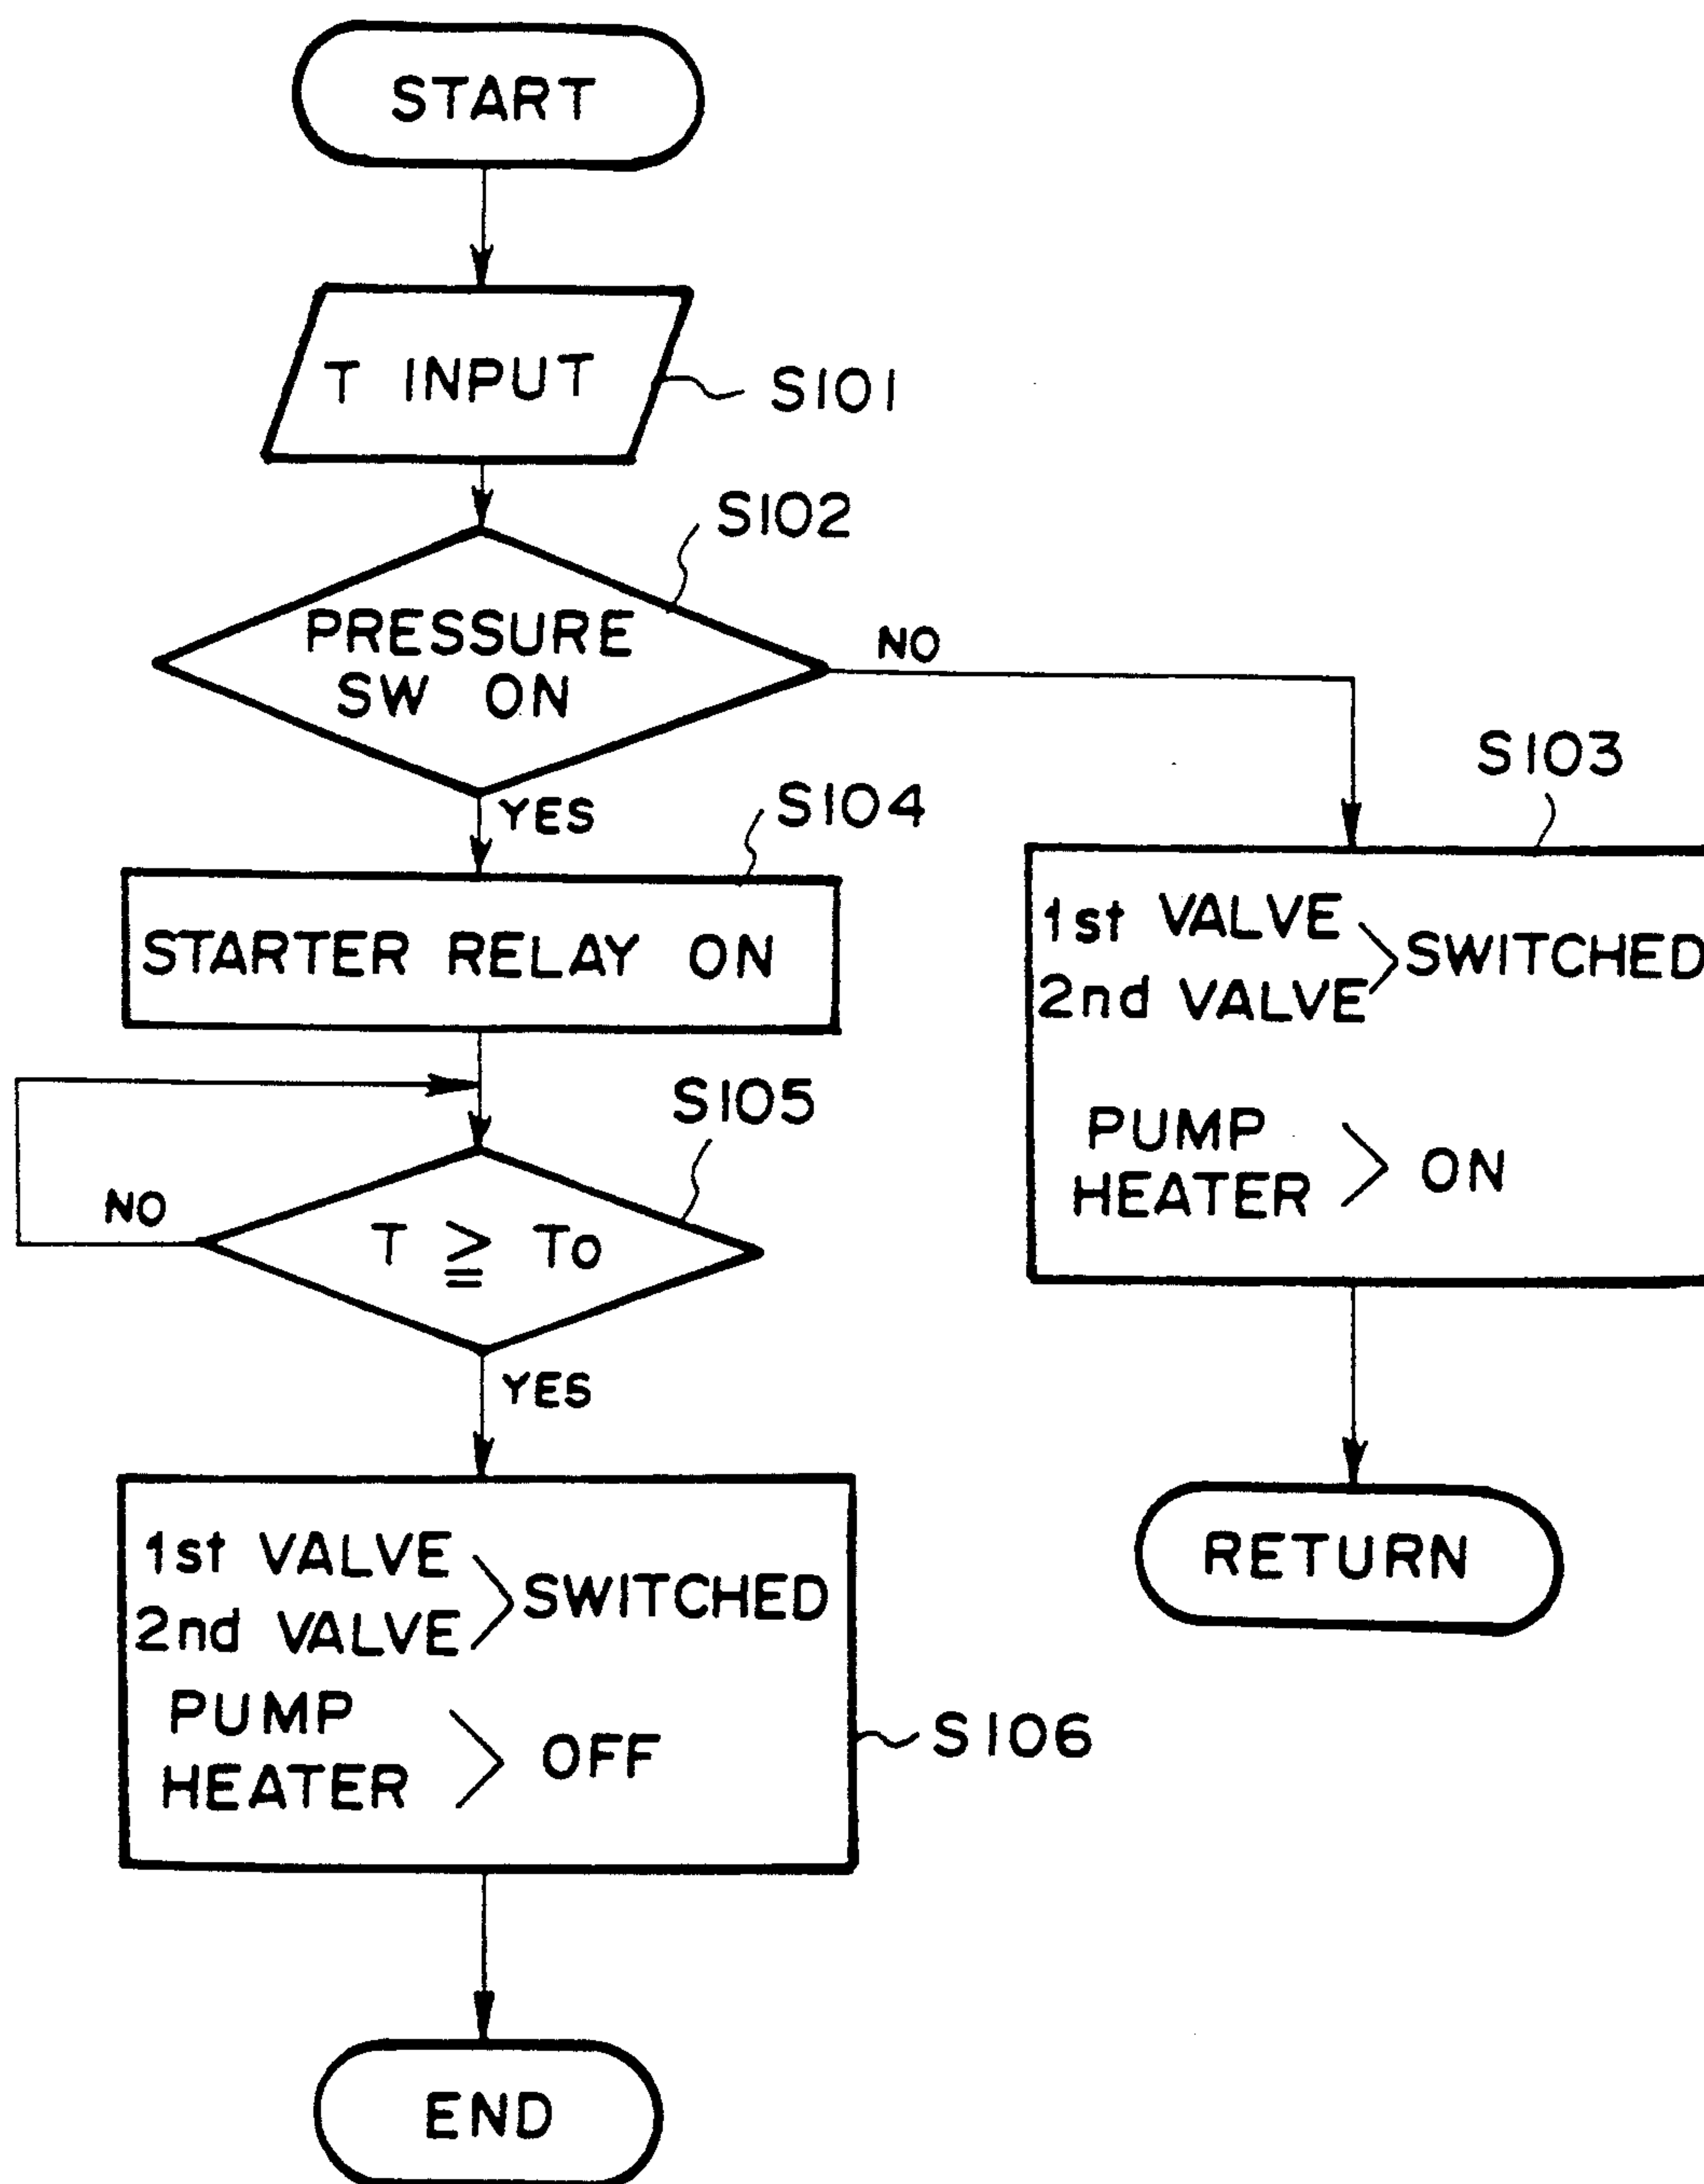 START
T INPUT
S101
S102
PRESSURE
SW ON
NO
YES
S103
S104
STARTER RELAY ON
1st VALVE
2nd VALVE
SWITCHED
PUMP
HEATER
ON
RETURN
S105
NO
T ≧ To
YES
1st VALVE
2nd VALVE
SWITCHED
PUMP
HEATER
OFF
S106
END